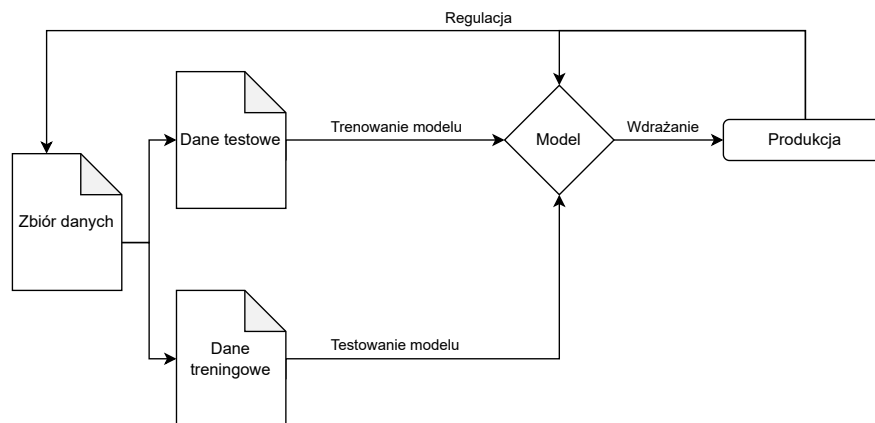 Regulacja
Dane testowe
Trenowanie modelu
Model
Wdrażanie
Produkcja
Zbiór danych
Dane
treningowe
Testowanie modelu